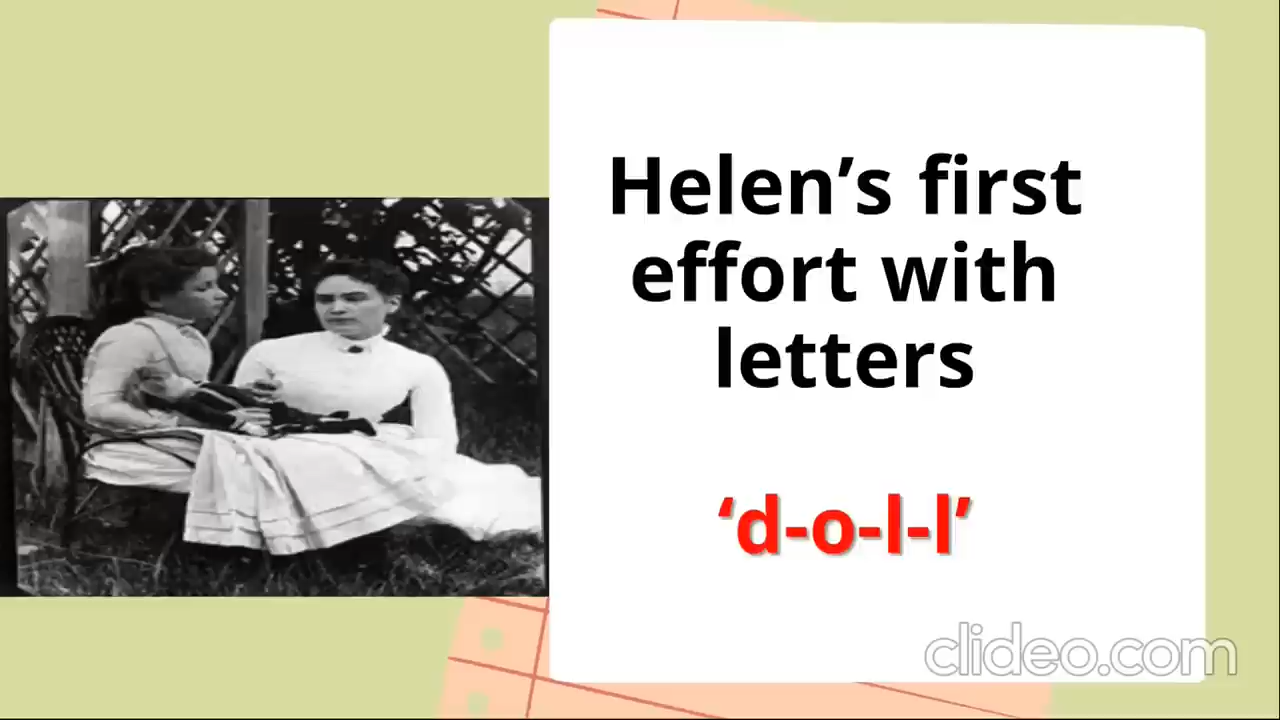 Helen’s first
effort with
letters
‘d-o-l-l’
clideo.com